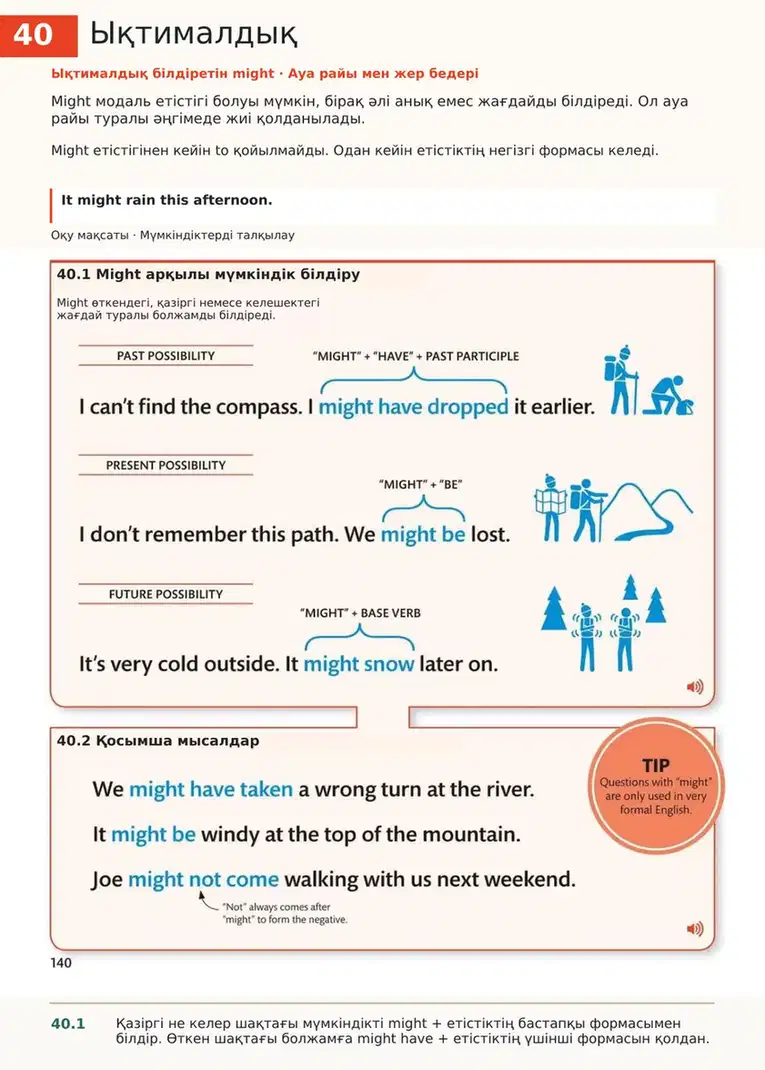 40 Ықтималдық
Ықтималдық білдіретін might · Ауа райы мен жер бедері
Might модаль етістігі болуы мүмкін, бірақ әлі анық емес жағдайды білдіреді. Ол ауа
райы туралы әңгімеде жиі қолданылады.
Might етістігінен кейін to қойылмайды. Одан кейін етістіктің негізгі формасы келеді.
It might rain this afternoon.
Оқу мақсаты · Мүмкіндіктерді талқылау
40.1 Might арқылы мүмкіндік білдіру
Might өткендегі, қазіргі немесе келешектегі
жағдай туралы болжамды білдіреді.
PAST POSSIBILITY
"MIGHT" + "HAVE" + PAST PARTICIPLE
I can't find the compass. I might have dropped it earlier.
PRESENT POSSIBILITY
"MIGHT" + "BE"
I don't remember this path. We might be lost.
FUTURE POSSIBILITY
"MIGHT" + BASE VERB
It's very cold outside. It might snow later on.
40.2 Қосымша мысалдар
We might have taken a wrong turn at the river.
It might be windy at the top of the mountain.
Joe might not come walking with us next weekend.
"Not" always comes after
"might" to form the negative.
TIP
Questions with "might"
are only used in very
formal English.
140
40.1 Қазіргі не келер шақтағы мүмкіндікті might + етістіктің бастапқы формасымен
білдір. Өткен шақтағы болжамға might have + етістіктің үшінші формасын қолдан.